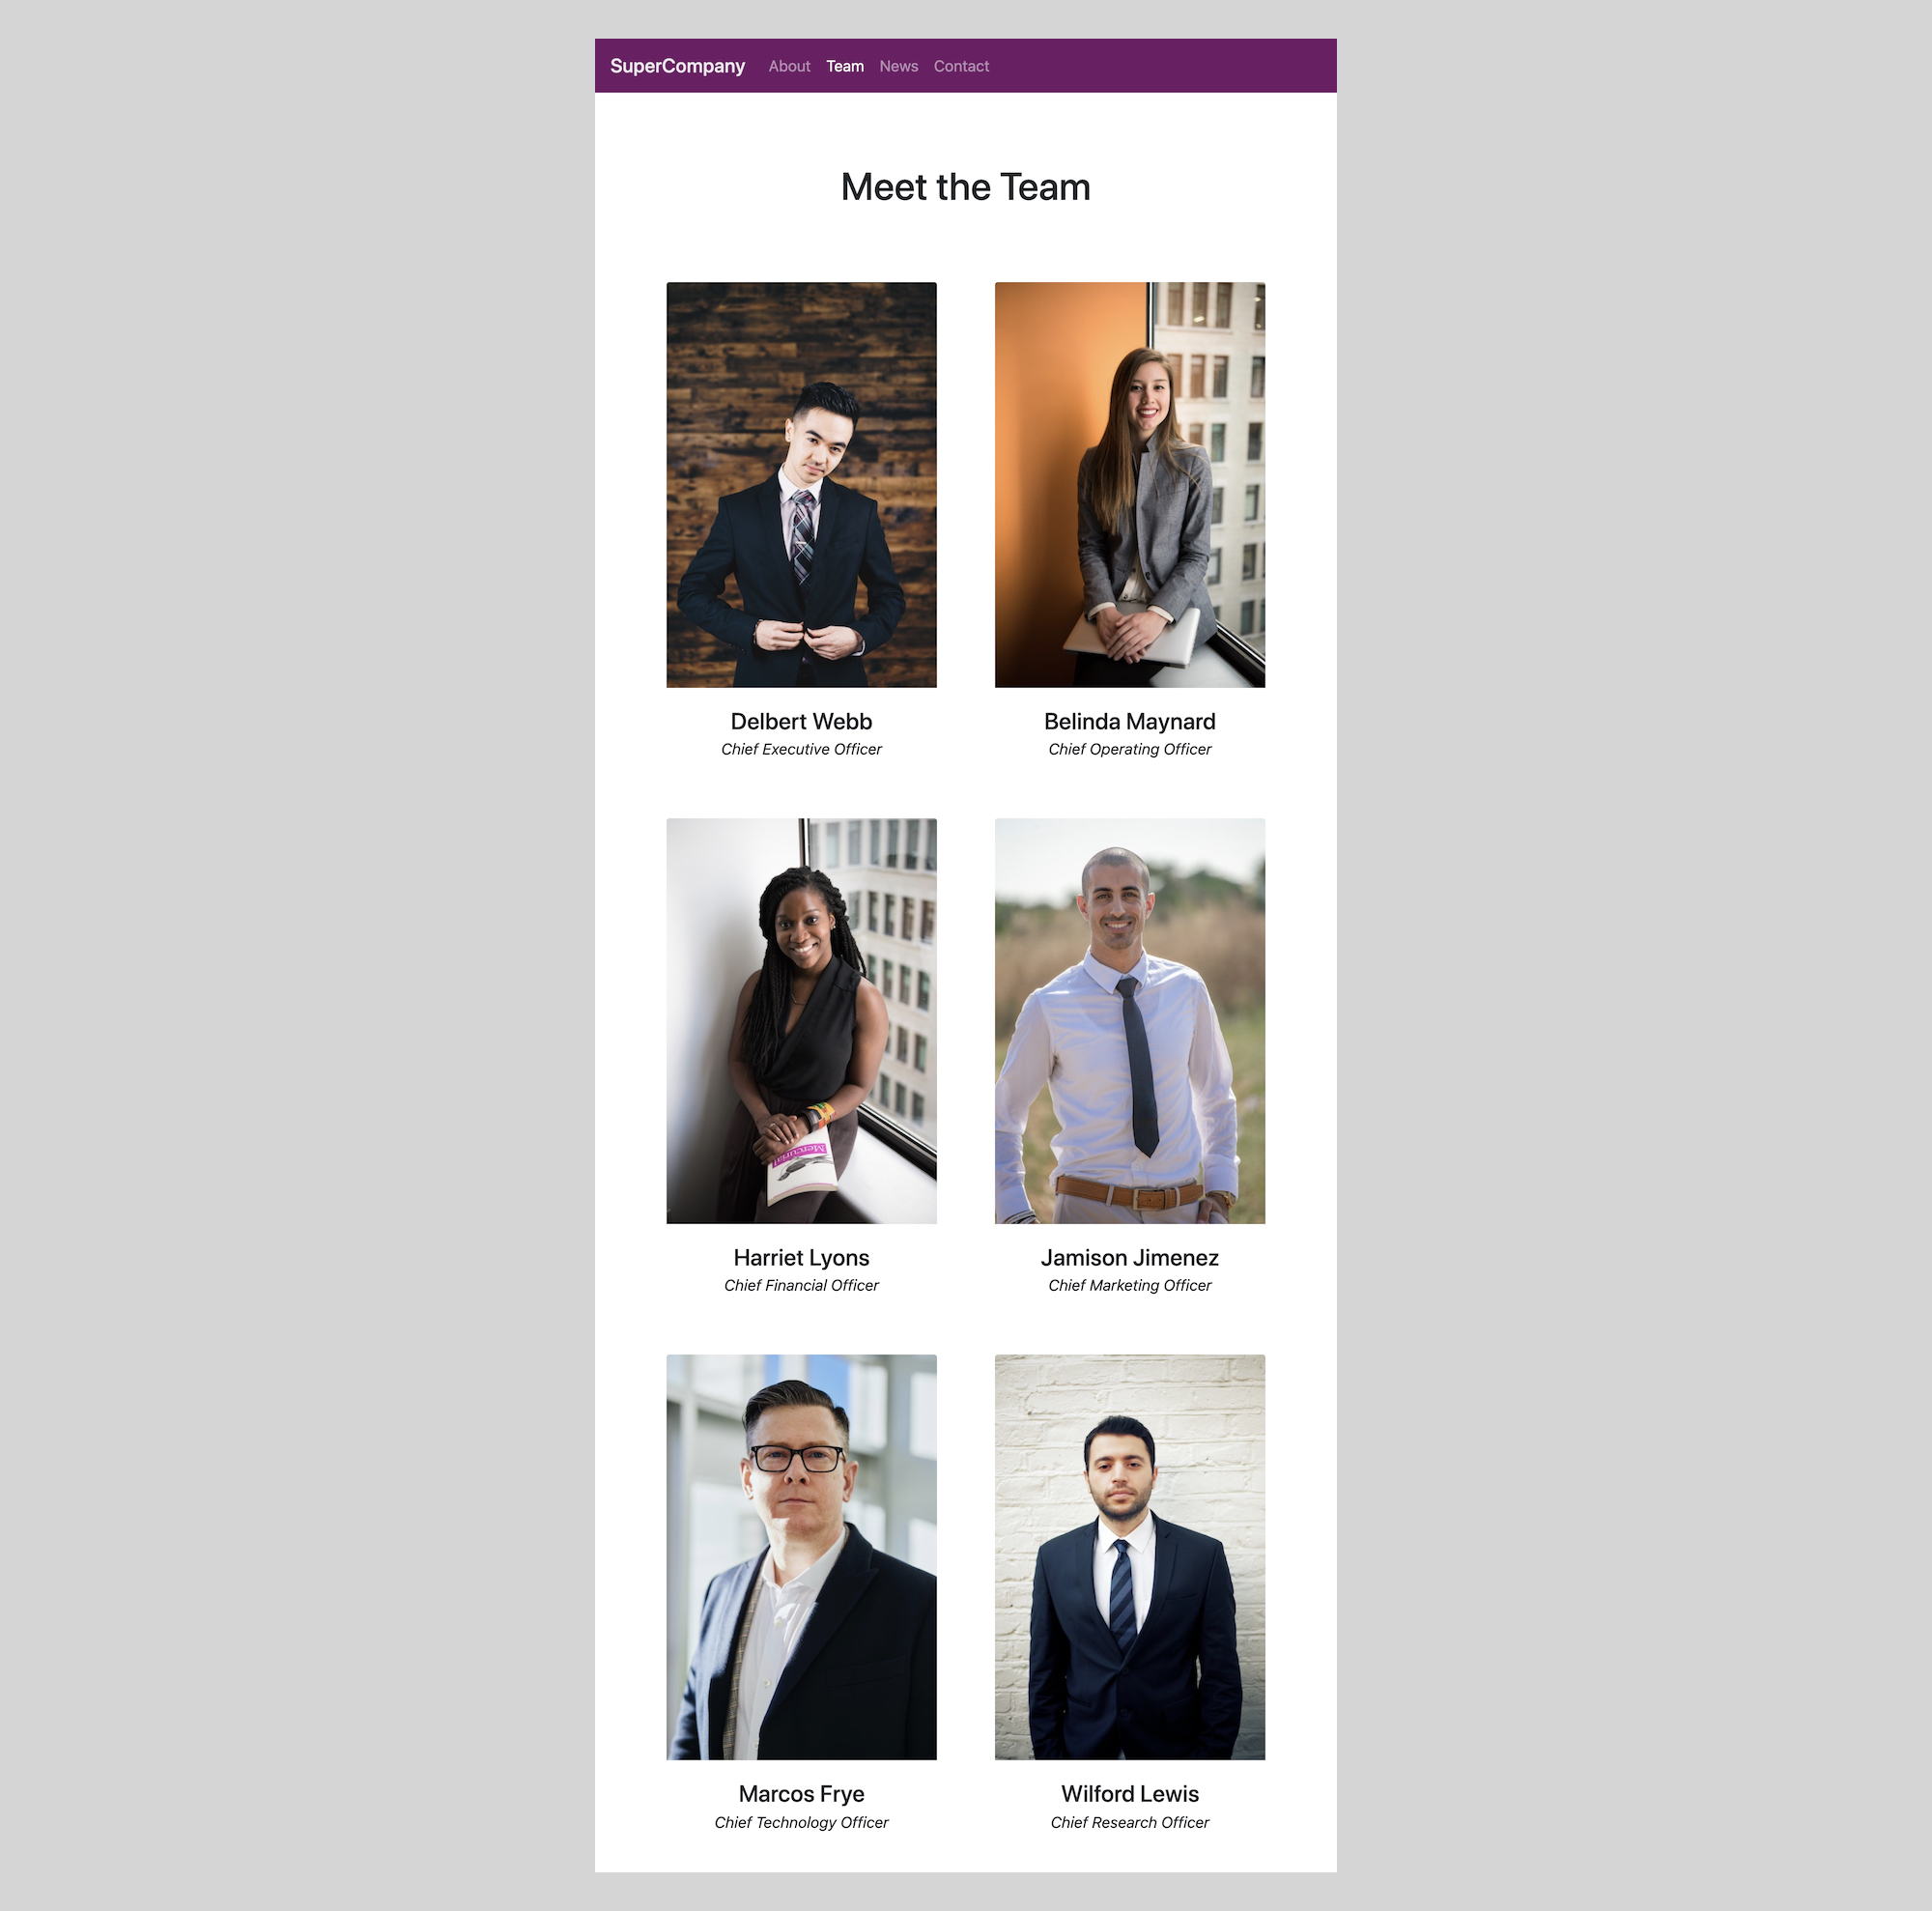 SuperCompany About Team News Contact
Meet the Team
Delbert Webb
Chief Executive Officer
Belinda Maynard
Chief Operating Officer
Mercurial
Harriet Lyons
Chief Financial Officer
Jamison Jimenez
Chief Marketing Officer
Marcos Frye
Chief Technology Officer
Wilford Lewis
Chief Research Officer